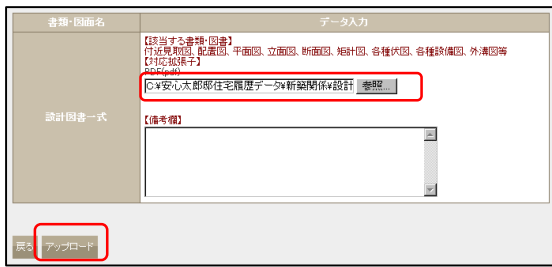 書類・図面名 データ入力
【該当する書類・図書】
付近見取図、配置図、平面図、立面図、断面図、矩計図、各種伏図、各種設備図、外溝図等
【対応拡張子】
PDF(pdf)
C:¥安心太郎邸住宅履歴データ¥新築関係¥設計 参照...
設計図書一式
【備考欄】
戻る アップロード